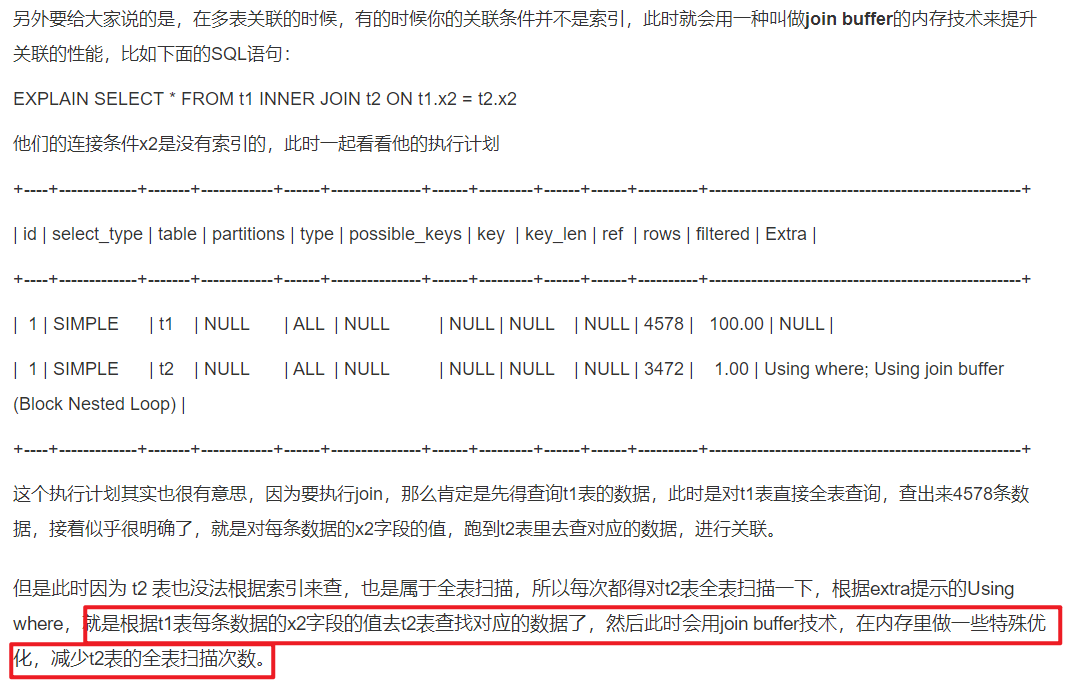 另外要给大家说的是，在多表关联的时候，有的时候你的关联条件并不是索引，此时就会用一种叫做join buffer的内存技术来提升
关联的性能，比如下面的SQL语句：
EXPLAIN SELECT * FROM t1 INNER JOIN t2 ON t1.x2 = t2.x2
他们的连接条件x2是没有索引的，此时一起看看他的执行计划
+----+-------------+-------+------------+------+---------------+------+---------+------+------+----------+----------------------------------------------------+
| id | select_type | table | partitions | type | possible_keys | key  | key_len | ref  | rows | filtered | Extra |
+----+-------------+-------+------------+------+---------------+------+---------+------+------+----------+----------------------------------------------------+
|  1 | SIMPLE      | t1    | NULL       | ALL  | NULL          | NULL | NULL    | NULL | 4578 |   100.00 | NULL |
|  1 | SIMPLE      | t2    | NULL       | ALL  | NULL          | NULL | NULL    | NULL | 3472 |    1.00 | Using where; Using join buffer
(Block Nested Loop) |
+----+-------------+-------+------------+------+---------------+------+---------+------+------+----------+----------------------------------------------------+
这个执行计划其实也很有意思，因为要执行join，那么肯定是先得查询t1表的数据，此时是对t1表直接全表查询，查出来4578条数
据，接着似乎很明确了，就是对每条数据的x2字段的值，跑到t2表里去查对应的数据，进行关联。
但是此时因为 t2 表也没法根据索引来查，也是属于全表扫描，所以每次都得对t2表全表扫描一下，根据extra提示的Using
where，就是根据t1表每条数据的x2字段的值去t2表查找对应的数据了，然后此时会用join buffer技术，在内存里做一些特殊优
化，减少t2表的全表扫描次数。